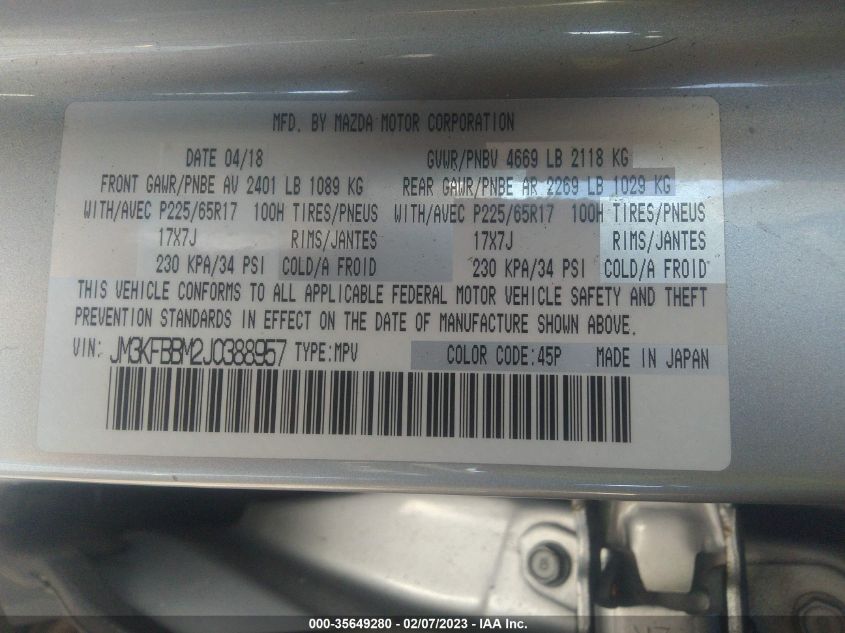 MFD. BY MAZDA MOTOR CORPORATION
DATE 04/18 GVWR/PNBV 4669 LB 2118 KG
FRONT GAWR/PNBE AV 2401 LB 1089 KG REAR GAWR/PNBE AR 2269 LB 1029 KG
WITH/AVEC P225/65R17 100H TIRES/PNEUS WITH/AVEC P225/65R17 100H TIRES/PNEUS
17X7J RIMS/JANTES 17X7J RIMS/JANTES
230 KPA/34 PSI COLD/A FROID 230 KPA/34 PSI COLD/A FROID
THIS VEHICLE CONFORMS TO ALL APPLICABLE FEDERAL MOTOR VEHICLE SAFETY AND THEFT
PREVENTION STANDARDS IN EFFECT ON THE DATE OF MANUFACTURE SHOWN ABOVE.
VIN: JM3KFBBM2J0388957 TYPE:MPV COLOR CODE:45P MADE IN JAPAN
000-35649280 - 02/07/2023 - IAA Inc.